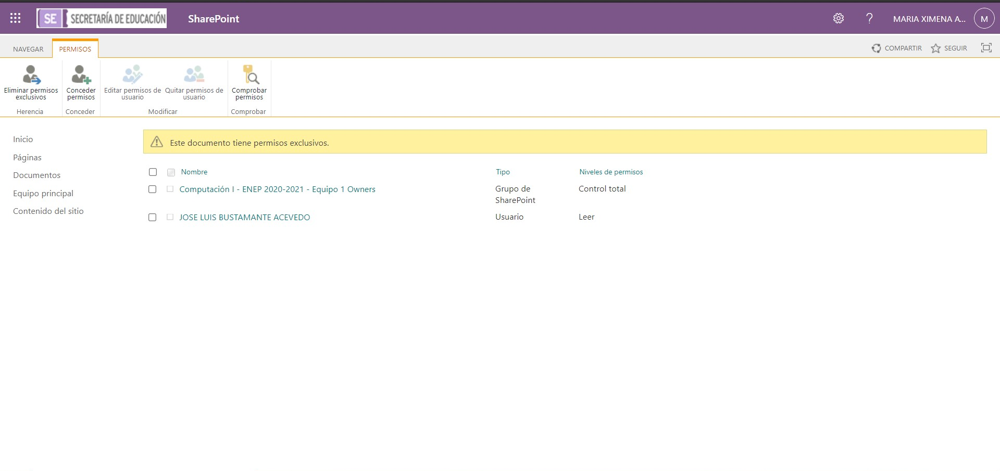 SE SECRETARÍA DE EDUCACIÓN SharePoint MARIA XIMENA A... M
NAVEGAR PERMISOS COMPARTIR SEGUIR
Eliminar permisos
exclusivos
Herencia
Conceder
permisos
Conceder
Editar permisos de
usuario
Quitar permisos de
usuario
Modificar
Comprobar
permisos
Comprobar
Inicio
Páginas
Documentos
Equipo principal
Contenido del sitio
Este documento tiene permisos exclusivos.
Nombre Tipo Niveles de permisos
Computación I - ENEP 2020-2021 - Equipo 1 Owners Grupo de Control total
SharePoint
JOSE LUIS BUSTAMANTE ACEVEDO Usuario Leer